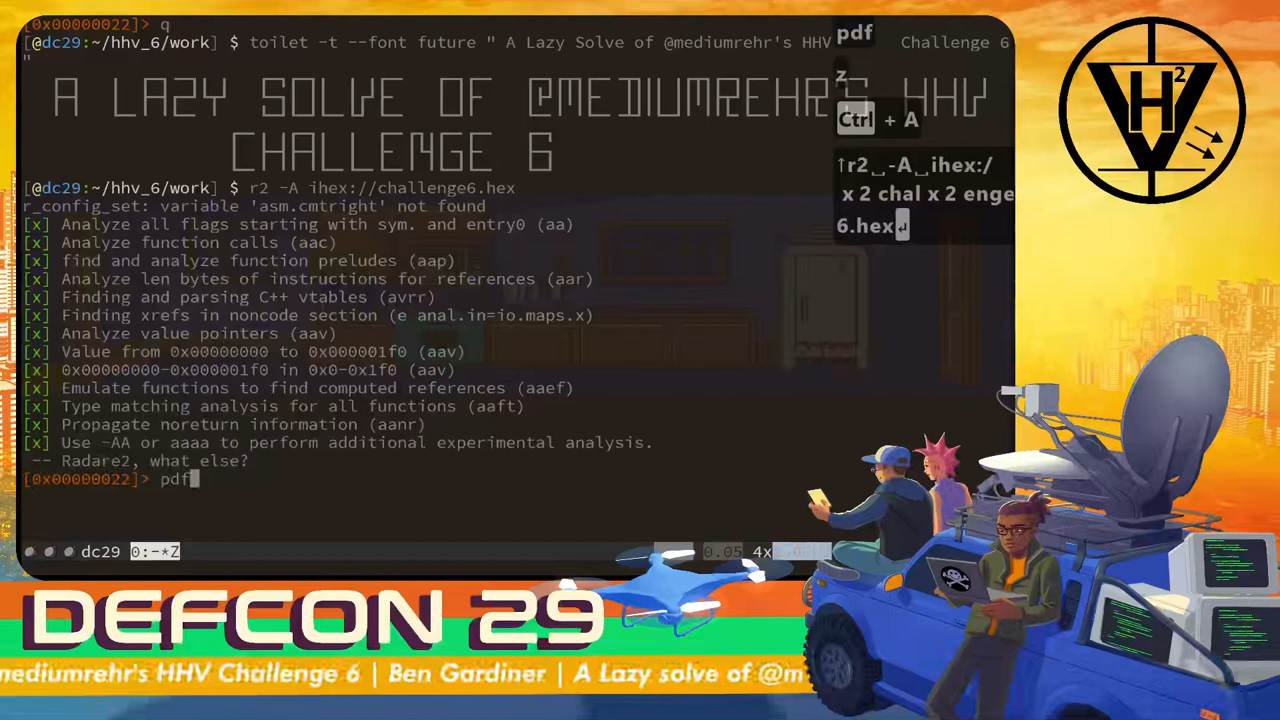 [0x00000022]> q
[@dc29:~/hhv_6/work] $ toilet -t --font future " A Lazy Solve of @mediumrehr's HHV Challenge 6
"
A LAZY SOLVE OF @MEDIUMREHR'S HHV
CHALLENGE 6
[@dc29:~/hhv_6/work] $ r2 -A ihex://challenge6.hex
r_config_set: variable 'asm.cmtright' not found
[x] Analyze all flags starting with sym. and entry0 (aa)
[x] Analyze function calls (aac)
[x] find and analyze function preludes (aap)
[x] Analyze len bytes of instructions for references (aar)
[x] Finding and parsing C++ vtables (avrr)
[x] Finding xrefs in noncode section (e anal.in=io.maps.x)
[x] Analyze value pointers (aav)
[x] Value from 0x00000000 to 0x000001f0 (aav)
[x] 0x00000000-0x000001f0 in 0x0-0x1f0 (aav)
[x] Emulate functions to find computed references (aaef)
[x] Type matching analysis for all functions (aaft)
[x] Propagate noreturn information (aanr)
[x] Use -AA or aaaa to perform additional experimental analysis.
-- Radare2, what else?
[0x00000022]> pdf
dc29 0:-*Z 0.05 4x
pdf
z
Ctrl + A
↑r2␣-A␣ihex:/
x 2 chal x 2 enge
6.hex↵
H²V
DEFCON 29
mediumrehr's HHV Challenge 6 | Ben Gardiner | A Lazy solve of @m